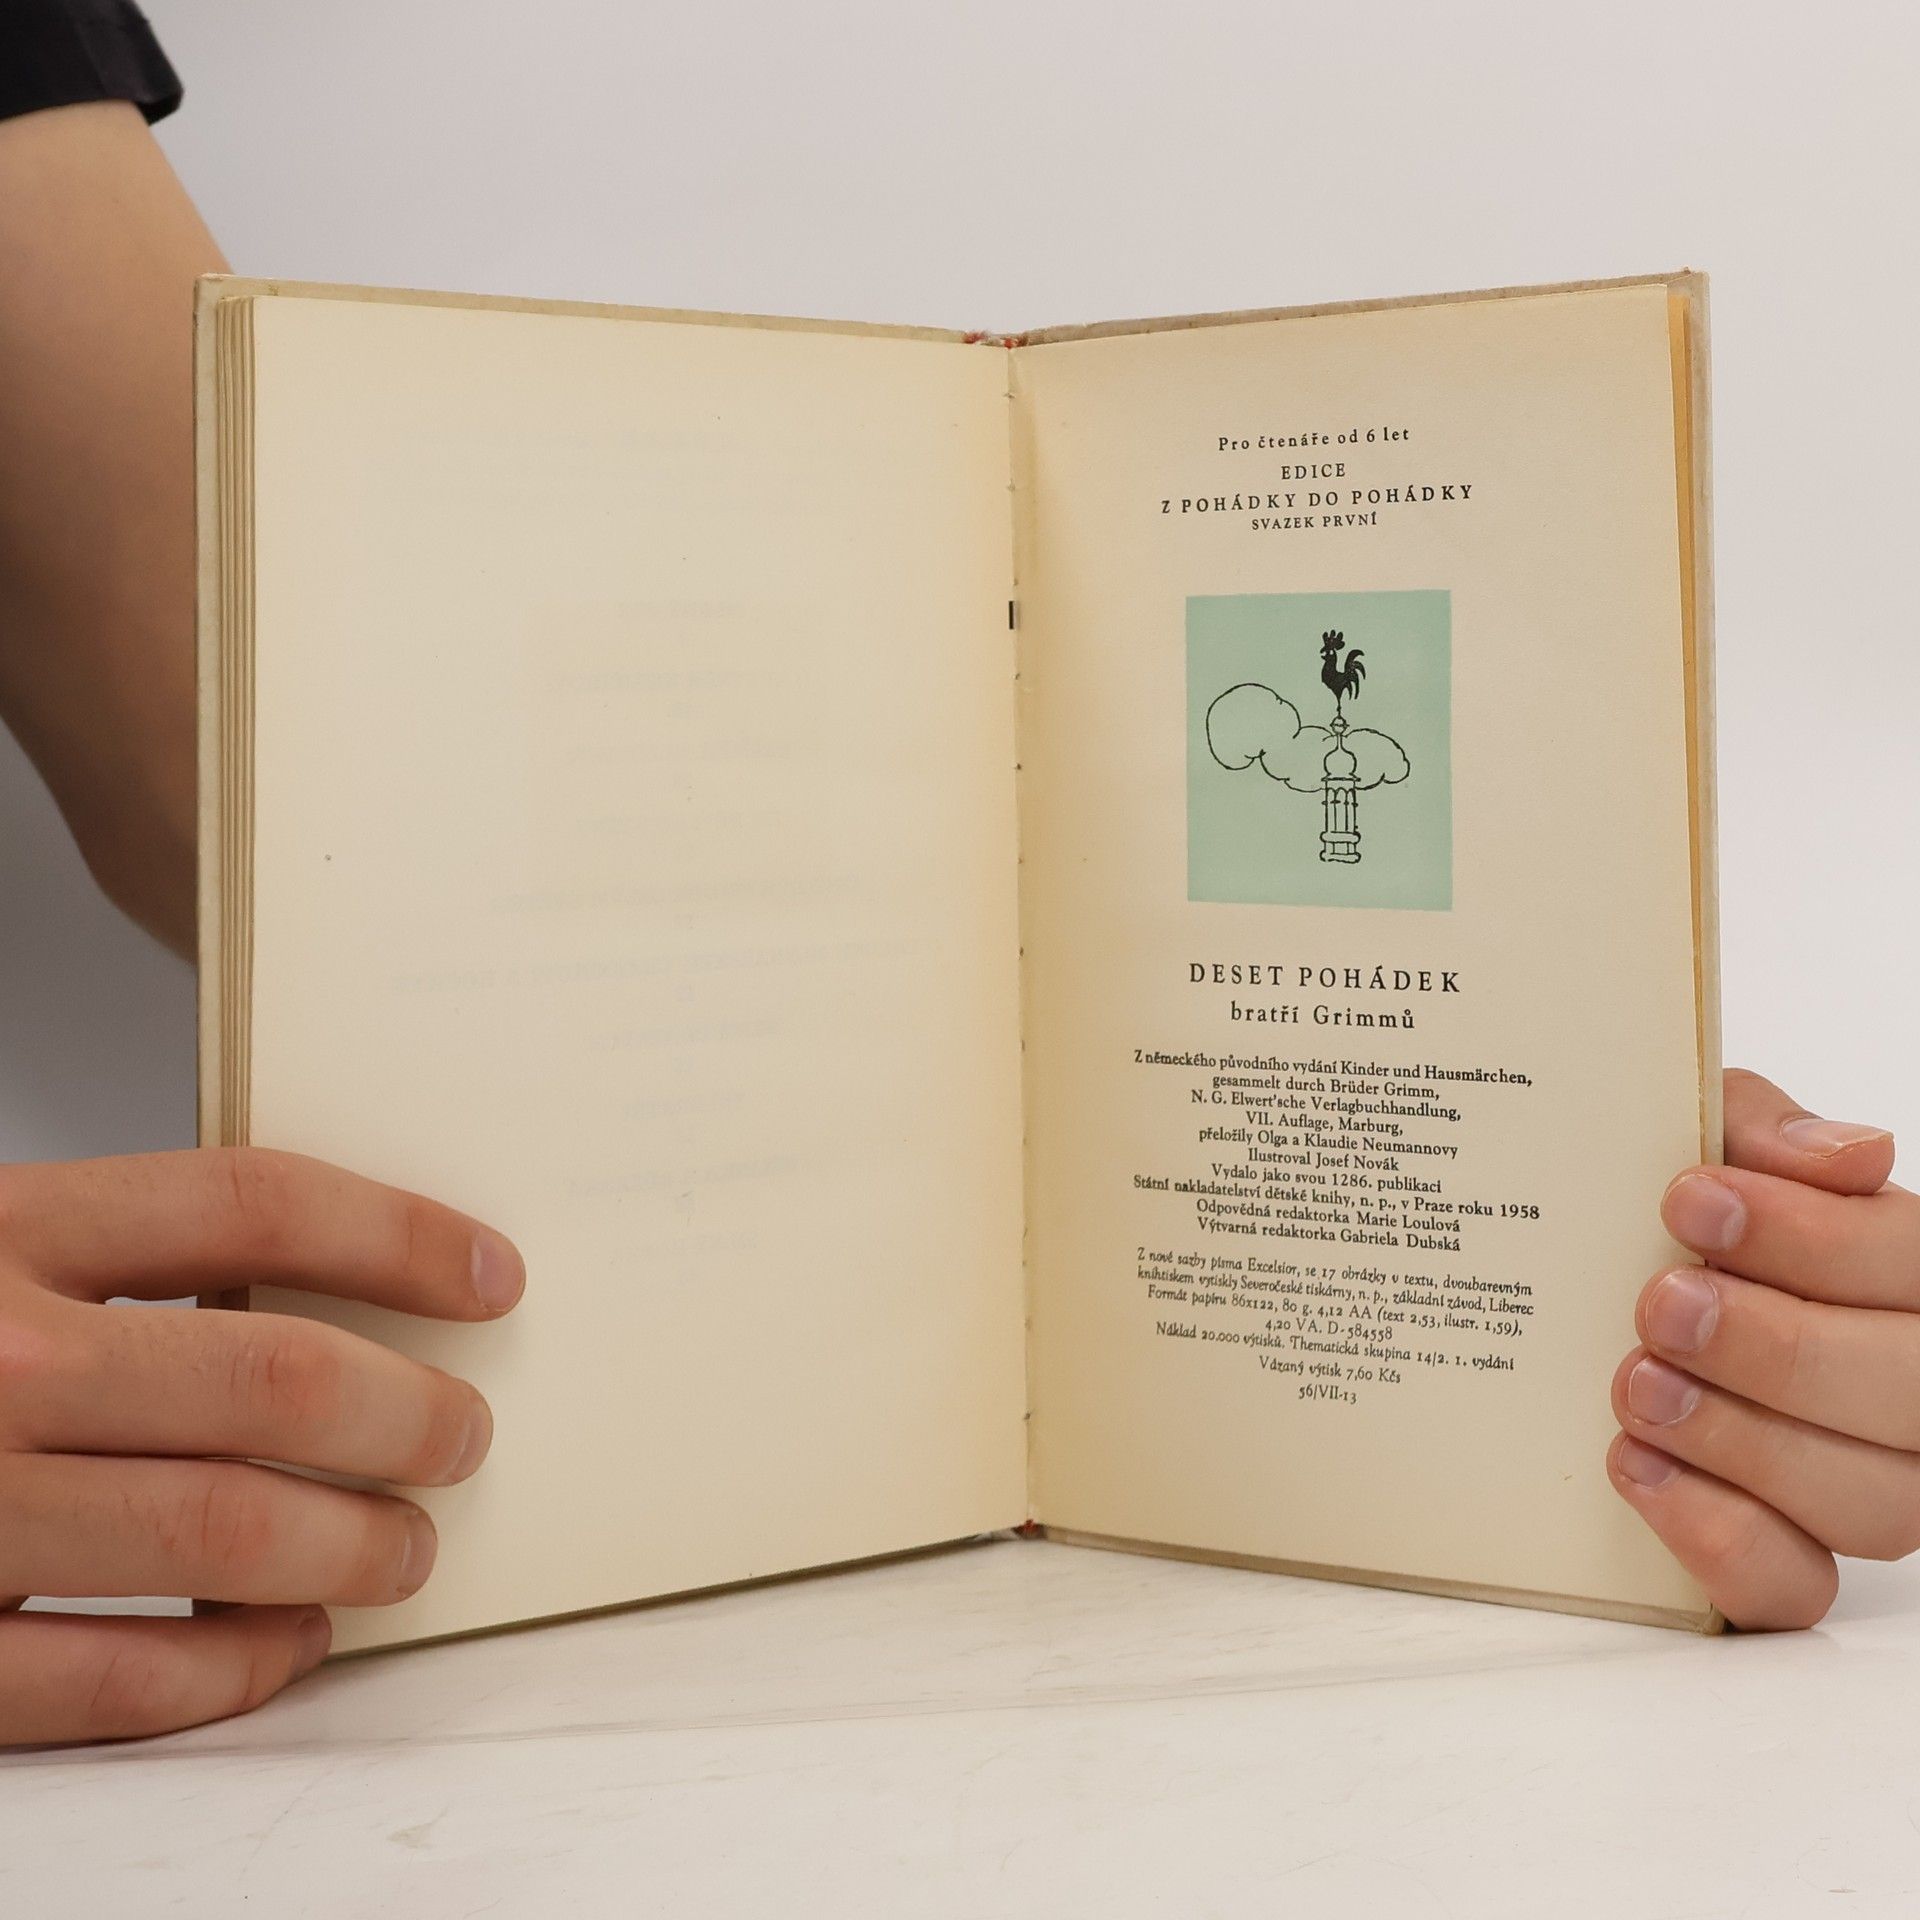 Pro čtenáře od 6 let
EDICE
Z POHÁDKY DO POHÁDKY
SVAZEK PRVNÍ
DESET POHÁDEK
bratří Grimmů
Z německého původního vydání Kinder und Hausmärchen,
gesammelt durch Brüder Grimm,
N. G. Elwert'sche Verlagbuchhandlung,
VII. Auflage, Marburg,
přeložily Olga a Klaudie Neumannovy
Ilustroval Josef Novák
Vydalo jako svou 1286. publikaci
Státní nakladatelství dětské knihy, n. p., v Praze roku 1958
Odpovědná redaktorka Marie Loulová
Výtvarná redaktorka Gabriela Dubská
Z nové sazby písma Excelsior, se 17 obrázky v textu, dvoubarevným
knihtiskem vytiskly Severočeské tiskárny, n. p., základní závod, Liberec
Formát papíru 86x122, 80 g. 4,12 AA (text 2,53, ilustr. 1,59),
4,20 VA. D-584558
Náklad 20.000 výtisků. Thematická skupina 14/2. 1. vydání
Vázaný výtisk 7,60 Kčs
56/VII-13